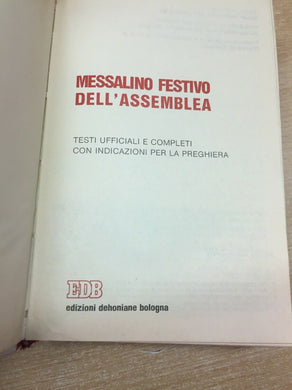 MESSALINO FESTIVO
DELL'ASSEMBLEA
TESTI UFFICIALI E COMPLETI
CON INDICAZIONI PER LA PREGHIERA
EDB
edizioni dehoniane bologna